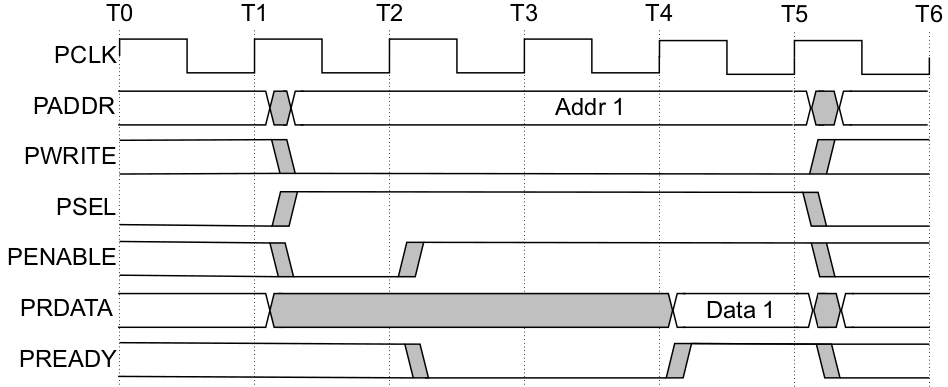 T0 T1 T2 T3 T4 T5 T6
PCLK
PADDR Addr 1
PWRITE
PSEL
PENABLE
PRDATA Data 1
PREADY